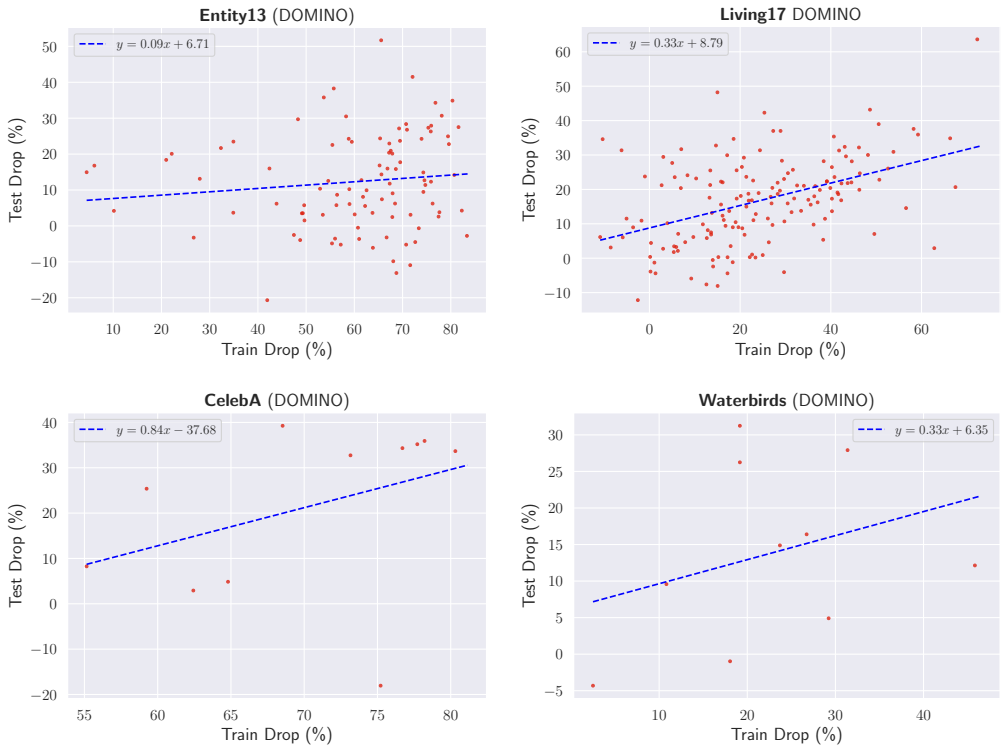 Entity13 (DOMINO)
y = 0.09x + 6.71
50
40
30
20
10
0
−10
−20
Test Drop (%)
10 20 30 40 50 60 70 80
Train Drop (%)
Living17 DOMINO
y = 0.33x + 8.79
60
50
40
30
20
10
0
−10
Test Drop (%)
0 20 40 60
Train Drop (%)
CelebA (DOMINO)
y = 0.84x − 37.68
40
30
20
10
0
−10
−20
Test Drop (%)
55 60 65 70 75 80
Train Drop (%)
Waterbirds (DOMINO)
y = 0.33x + 6.35
30
25
20
15
10
5
0
−5
Test Drop (%)
10 20 30 40
Train Drop (%)